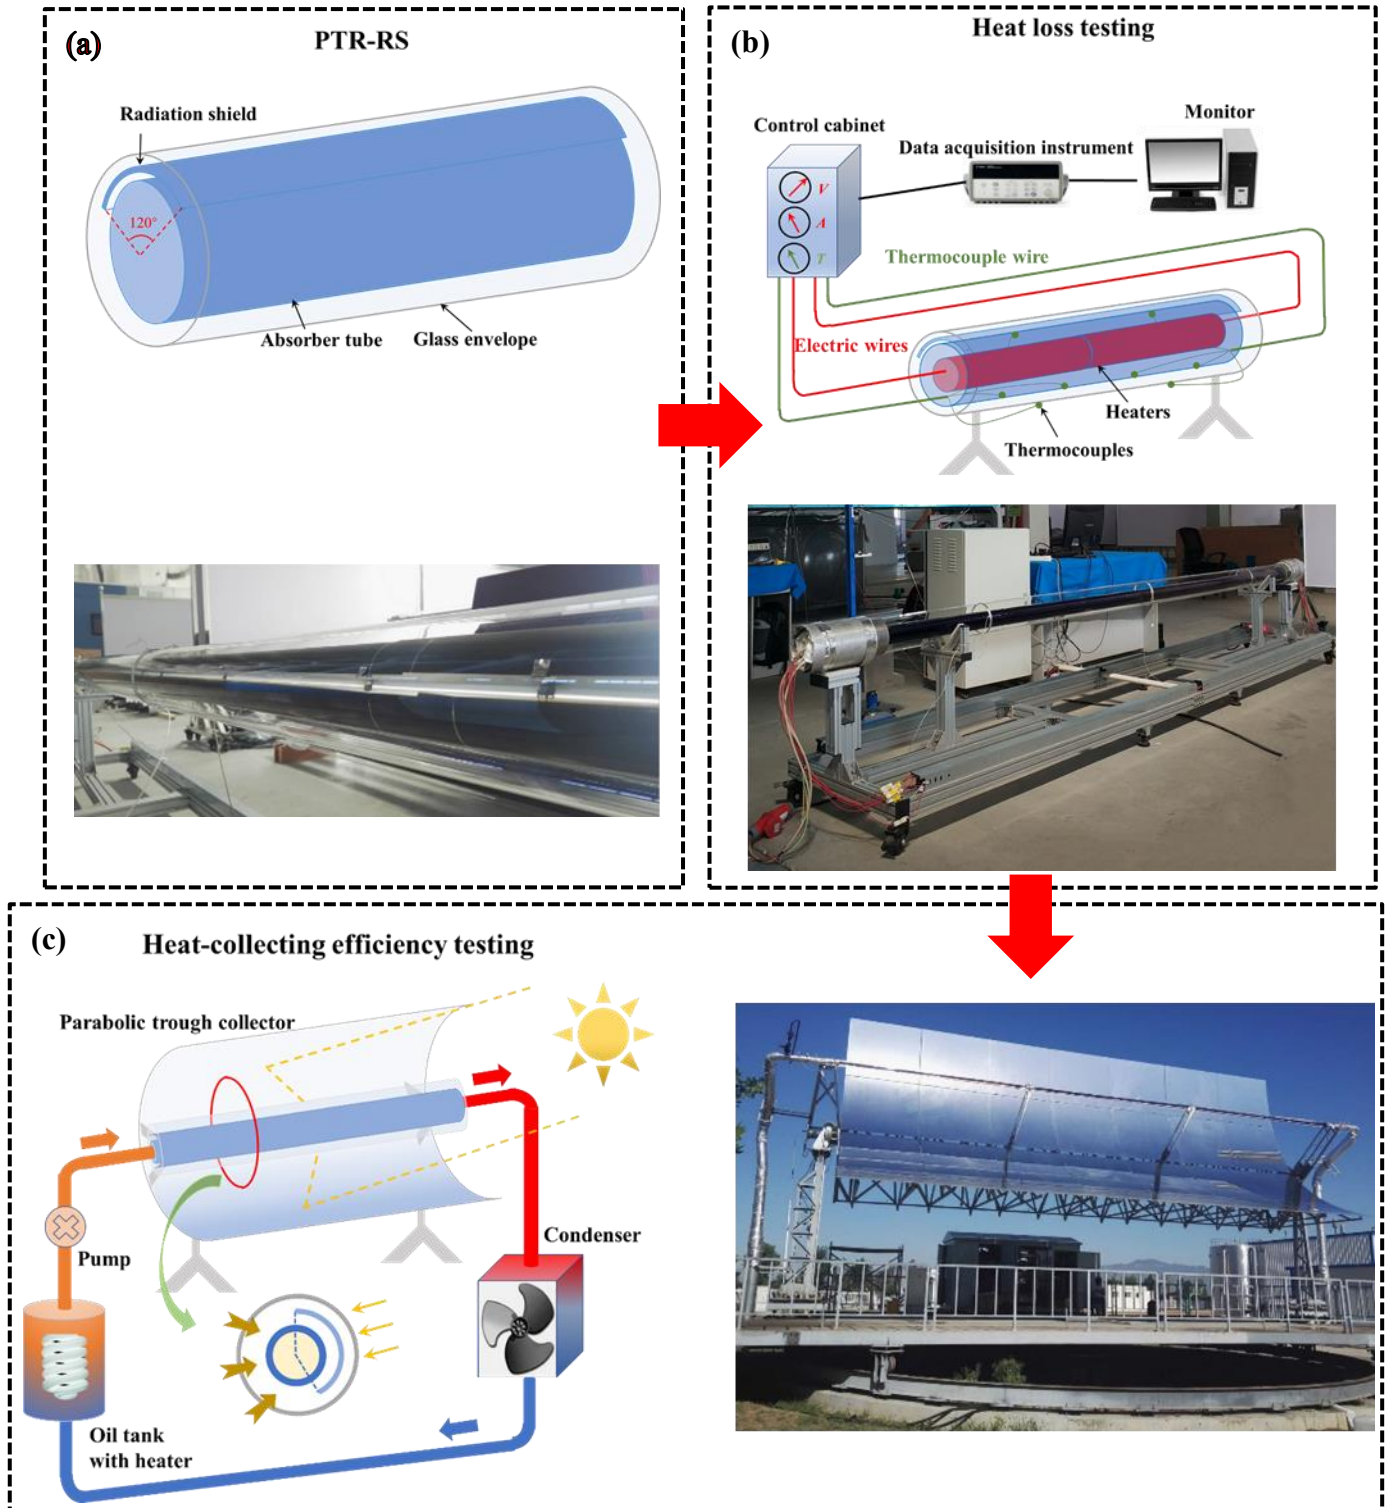 (a)
PTR-RS
Radiation shield
120°
Absorber tube
Glass envelope
(b)
Heat loss testing
Monitor
Control cabinet
Data acquisition instrument
V
A
T
Thermocouple wire
Electric wires
Heaters
Thermocouples
(c)
Heat-collecting efficiency testing
Parabolic trough collector
Pump
Condenser
Oil tank
with heater